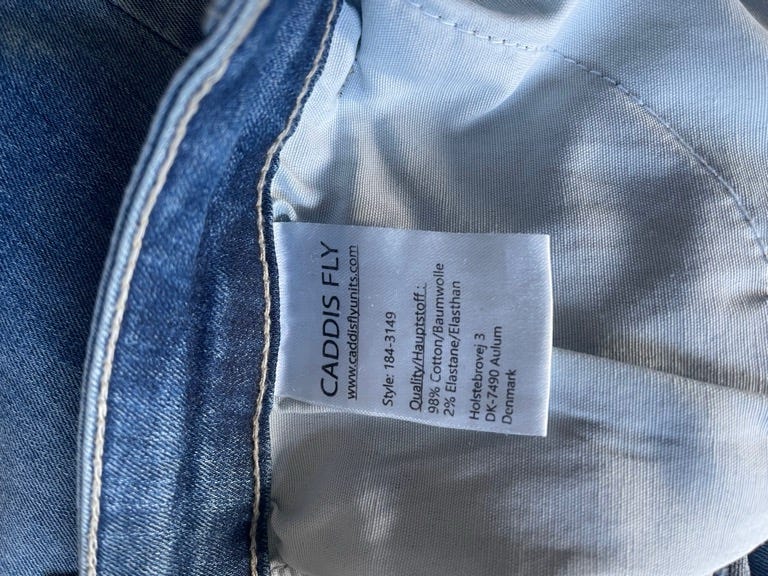 CADDIS FLY
www.caddisflyunits.com
Style: 184-3149
Quality/Hauptstoff :
98% Cotton/Baumwolle
2% Elastane/Elasthan
Holstebrovej 3
DK-7490 Aulum
Denmark